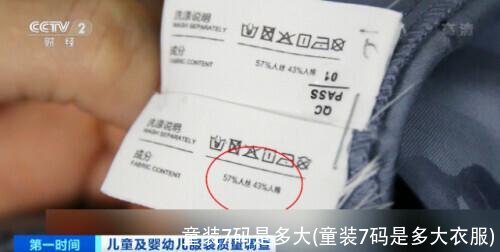 CCTV 2
财经
高清
洗涤说明
WASH SEPARATELY
成分
FABRIC CONTENT
57%人丝 43%人棉
QC
PASS
01
洗涤说明
WASH SEPARATELY
成分
FABRIC CONTENT
57%人丝 43%人棉
第一时间
儿童及婴幼儿服装质量调查
童装7码是多大(童装7码是多大衣服)